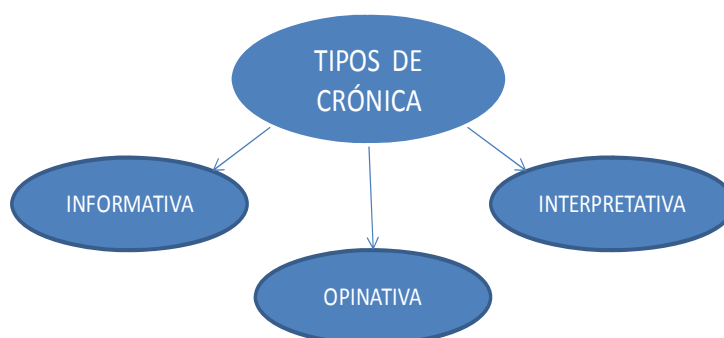 TIPOS DE
CRÓNICA
INFORMATIVA
INTERPRETATIVA
OPINATIVA